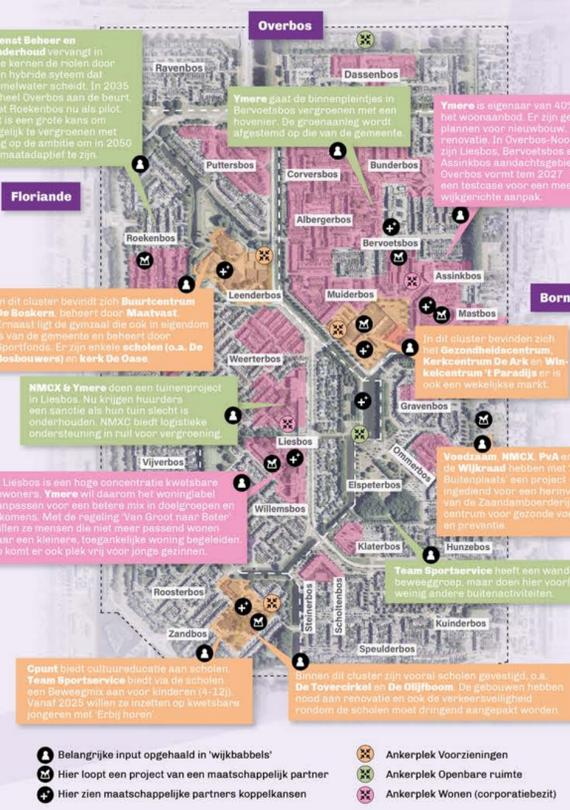 Overbos
enst Beheer en
nderhoud vervangt in
e kernen de riolen door
n hybride syteem dat
melwater scheidt. In 2035
heel Overbos aan de beurt
t Roekenbos nu als pilot.
t is een grote kans om
gelijk te vergroenen met
g op de ambitie om in 2050
maatadaptief te zijn.
Ravenbos
Dassenbos
Ymere gaat de binnenpleintjes in
Bervoetsbos vergroenen met een
hovenier. De groenaanleg wordt
afgestemd op die van de gemeente.
Ymere is eigenaar van 40%
het woonaanbod. Er zijn ge
plannen voor nieuwbouw,
renovatie. In Overbos-Noo
zijn Liesbos, Bervoetsbos e
Assinkbos aandachtsgebie
Overbos vormt tem 2027
een testcase voor een mee
wijkgerichte aanpak.
Puttersbos
Corversbos
Bunderbos
Floriande
Albergerbos
Roekenbos
Bervoetsbos
Assinkbos
Leenderbos
Muiderbos
Mastbos
Born
n dit cluster bevindt zich Buurtcentrum
De Boskern, beheerd door Maatvast.
rnaast ligt de gymzaal die ook in eigendom
s van de gemeente en beheerd door
Sportfonds. Er zijn enkele scholen (o.a. De
Bosbouwers) en kerk De Oase.
In dit cluster bevinden zich
het Gezondheidscentrum,
Kerkcentrum De Ark en Win-
kelcentrum 't Paradijs er is
ook een wekelijkse markt.
Weerterbos
NMCX & Ymere doen een tuinenproject
in Liesbos. Nu krijgen huurders
een sanctie als hun tuin slecht is
onderhouden. NMXC biedt logistieke
ondersteuning in ruil voor vergroening.
Gravenbos
Liesbos
Ommerbos
Vijverbos
Voedzaam, NMCX, PvA en
de Wijkraad hebben met '
Buitenplaats' een project
ingediend voor een herinv
van de Zaandamboerderij
centrum voor gezonde vo
en preventie.
Elspeterbos
Liesbos is een hoge concentratie kwetsbare
woners. Ymere wil daarom het woninglabel
anpassen voor een betere mix in doelgroepen en
komens. Met de regeling 'Van Groot naar Beter'
llen ze mensen die niet meer passend wonen
ar een kleinere, toegankelijke woning begeleiden.
o komt er ook plek vrij voor jonge gezinnen.
Willemsbos
Klaterbos
Hunzebos
Team Sportservice heeft een wand
beweeggroep, maar doen hier voorl
weinig andere buitenactiviteiten.
Roosterbos
Steinerbos
Scholtenbos
Kuinderbos
Zandbos
Speulderbos
Cpunt biedt cultuureducatie aan scholen.
Team Sportservice biedt via de scholen
een Beweegmix aan voor kinderen (4-12j).
Vanaf 2025 willen ze inzetten op kwetsbare
jongeren met 'Erbij horen'.
Binnen dit cluster zijn vooral scholen gevestigd, o.a.
De Tovercirkel en De Olijfboom. De gebouwen hebben
nood aan renovatie en ook de verkeersveiligheid
rondom de scholen moet dringend aangepakt worden.
Belangrijke input opgehaald in 'wijkbabbels'
Hier loopt een project van een maatschappelijk partner
Hier zien maatschappelijke partners koppelkansen
Ankerplek Voorzieningen
Ankerplek Openbare ruimte
Ankerplek Wonen (corporatiebezit)